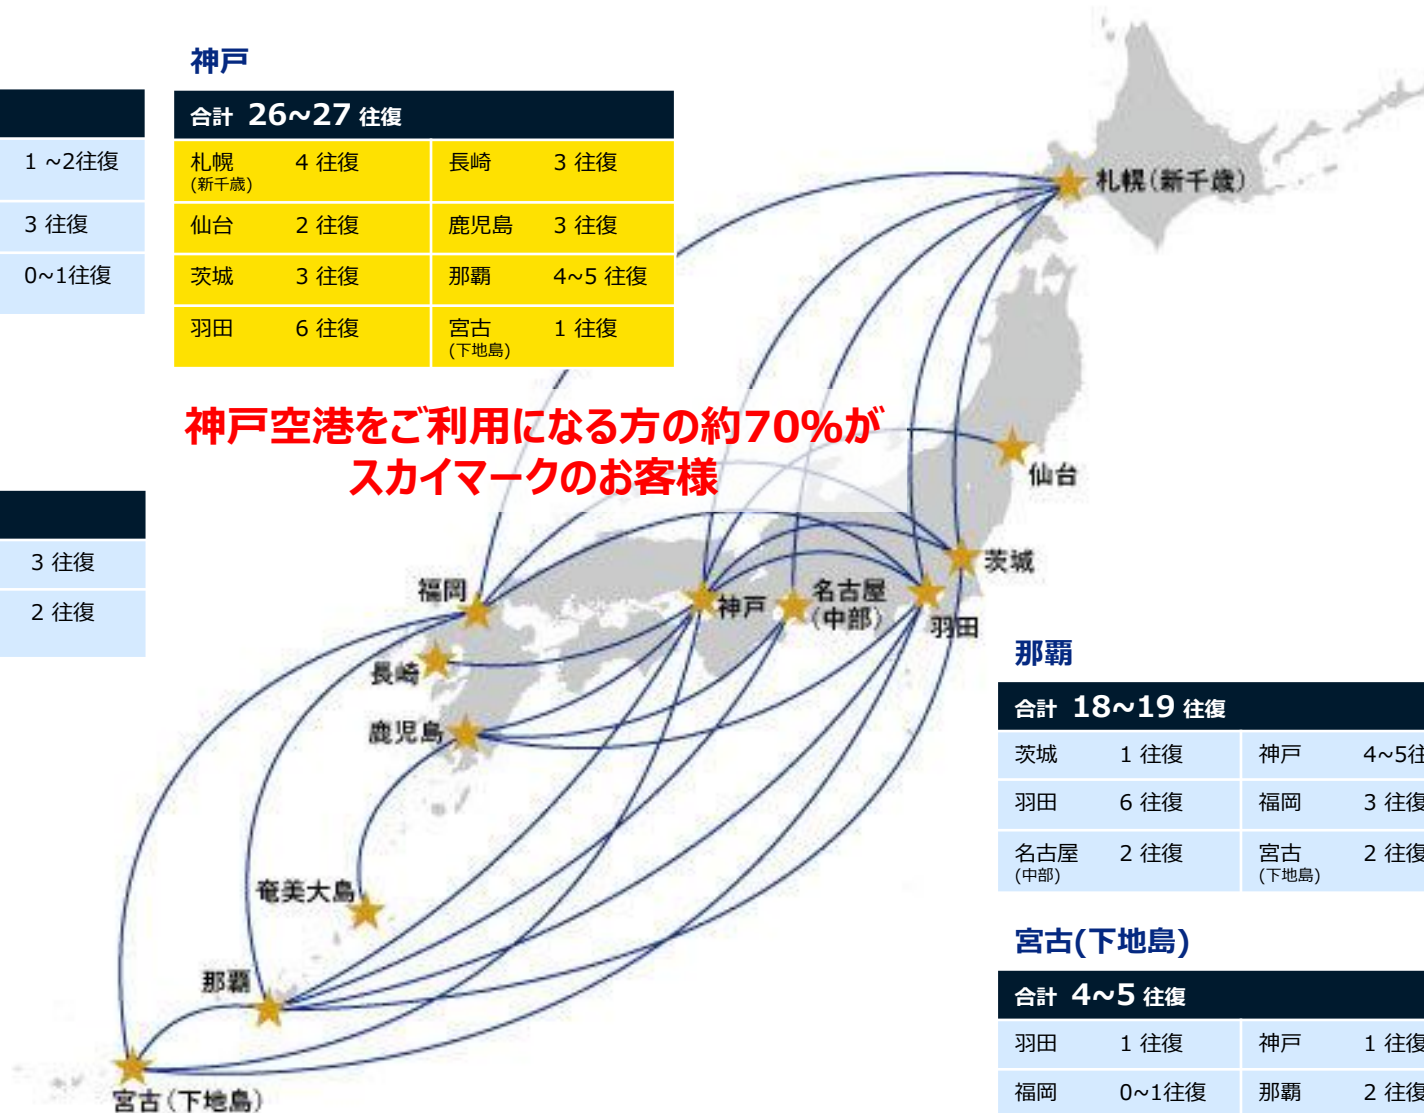 1 ~2往復
3 往復
0~1往復
3 往復
2 往復
神戸
合計 26~27 往復
札幌 4 往復 長崎 3 往復
(新千歳)
仙台 2 往復 鹿児島 3 往復
茨城 3 往復 那覇 4~5 往復
羽田 6 往復 宮古 1 往復
(下地島)
神戸空港をご利用になる方の約70%が
スカイマークのお客様
札幌(新千歳)
仙台
茨城
福岡
神戸
名古屋
(中部)
羽田
長崎
鹿児島
奄美大島
那覇
宮古(下地島)
那覇
合計 18~19 往復
茨城 1 往復 神戸 4~5往
羽田 6 往復 福岡 3 往復
名古屋 2 往復 宮古 2 往復
(中部) (下地島)
宮古(下地島)
合計 4~5 往復
羽田 1 往復 神戸 1 往復
福岡 0~1往復 那覇 2 往復